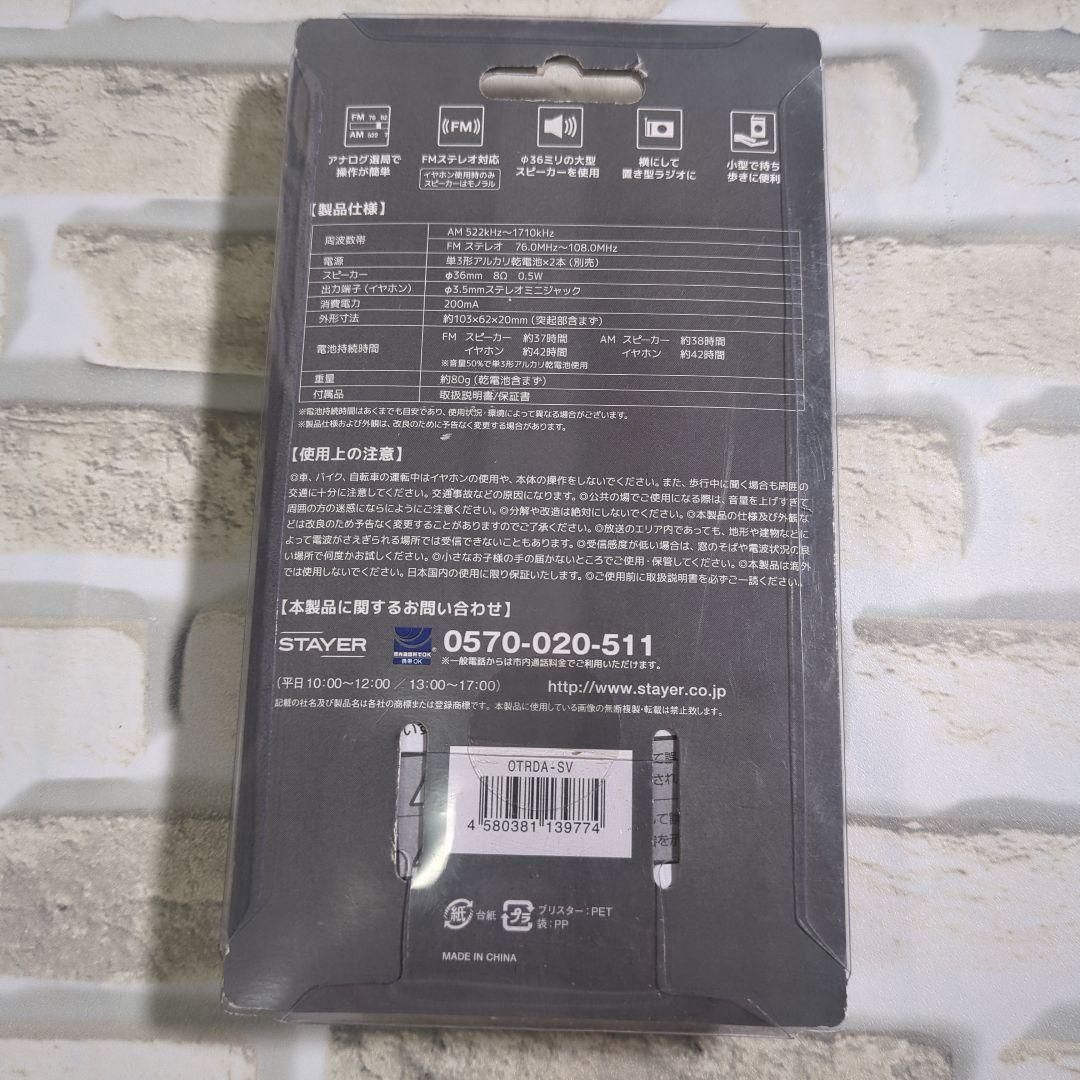 FM 76 82
AM 522 7
アナログ選局で
操作が簡単
((FM))
FMステレオ対応
イヤホン使用時のみ
スピーカーはモノラル
φ36ミリの大型
スピーカーを使用
横にして
置き型ラジオに
小型で持ち
歩きに便利
【製品仕様】
周波数帯 AM 522kHz〜1710kHz
FM ステレオ 76.0MHz〜108.0MHz
電源 単3形アルカリ乾電池×2本(別売)
スピーカー φ36mm 8Ω 0.5W
出力端子(イヤホン) φ3.5mmステレオミニジャック
消費電力 200mA
外形寸法 約103×62×20mm(突起部含まず)
電池持続時間 FM スピーカー 約37時間 AM スピーカー 約38時間
イヤホン 約42時間 イヤホン 約42時間
※音量50%で単3形アルカリ乾電池使用
重量 約80g(乾電池含まず)
付属品 取扱説明書/保証書
※電池持続時間はあくまでも目安であり、使用状況・環境によって異なる場合がございます。
※製品仕様および外観は、改良のために予告なく変更する場合があります。
【使用上の注意】
◎車、バイク、自転車の運転中はイヤホンの使用や、本体の操作をしないでください。また、歩行中に聞く場合も周囲の
交通に十分に注意してください。交通事故などの原因になります。◎公共の場でご使用になる際は、音量を上げすぎて
周囲の方の迷惑にならにようにご注意ください。◎分解や改造は絶対にしないでください。◎本製品の仕様及び外観な
どは改良のため予告なく変更することがありますのでご了承ください。◎放送のエリア内であっても、地形や建物などに
よって電波がさえぎられる場所では受信できないこともあります。◎受信感度が低い場合は、窓のそばや電波状況の良
い場所で何度かお試しください。◎小さなお子様の手の届かないところでご使用・保管してください。◎本製品は海外
では使用しないでください。日本国内の使用に限り保証いたします。◎ご使用前に取扱説明書を必ずご一読ください。
【本製品に関するお問い合わせ】
STAYER
携帯OK
0570-020-511
※一般電話からは市内通話料金でご利用いただけます。
(平日10:00〜12:00/13:00〜17:00) http://www.stayer.co.jp
記載の社名及び製品名は各社の商標または登録商標です。本製品に使用している画像の無断複製・転載は禁止致します。
OTRDA-SV
4 580381 139774
紙 台紙 プラ ブリスター:PET
袋:PP
MADE IN CHINA